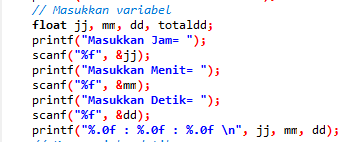 // Masukkan variabel
float jj, mm, dd, totaldd;
printf("Masukkan Jam= ");
scanf("%f", &jj);
printf("Masukkan Menit= ");
scanf("%f", &mm);
printf("Masukkan Detik= ");
scanf("%f", &dd);
printf("%.0f : %.0f : %.0f \n", jj, mm, dd);